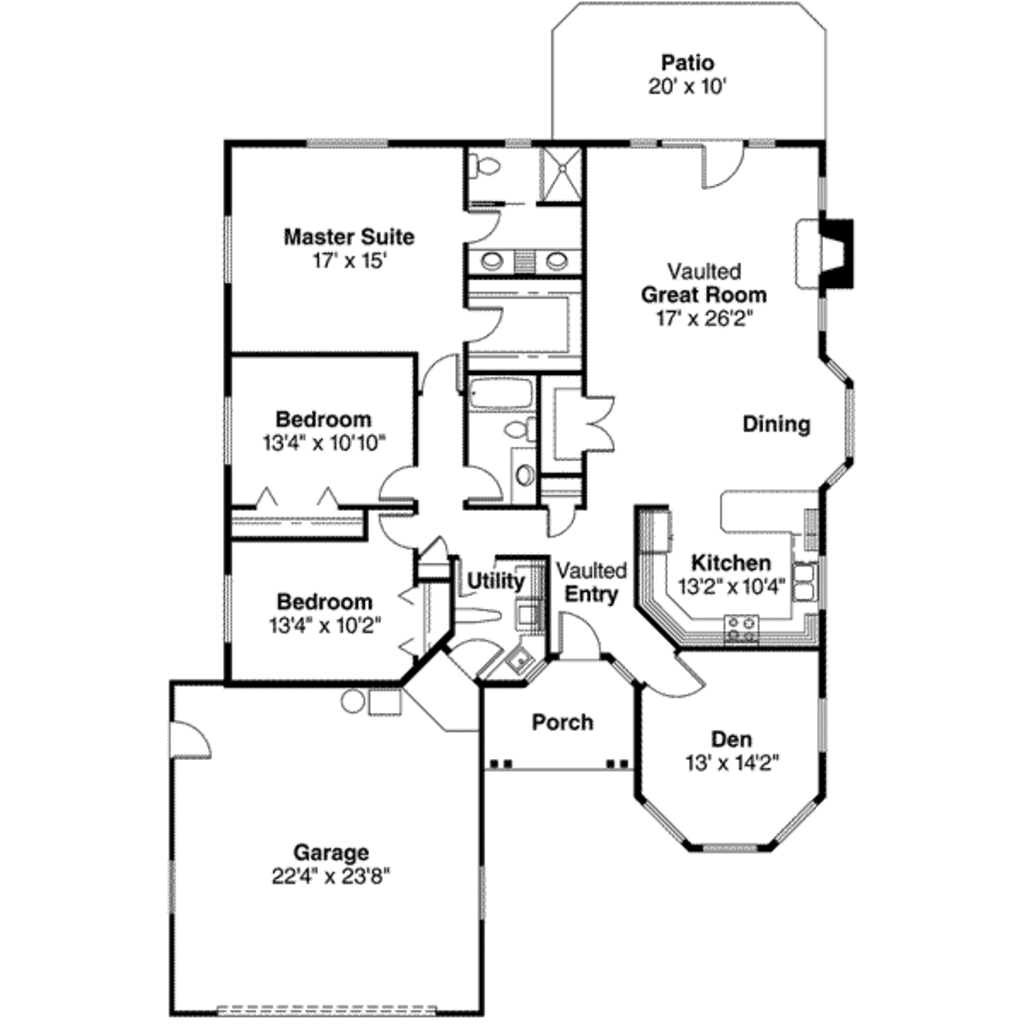 Patio
20' x 10'
Master Suite
17' x 15'
Vaulted
Great Room
17' x 26'2"
Bedroom
13'4" x 10'10"
Dining
Kitchen
13'2" x 10'4"
Utility
Vaulted
Entry
Bedroom
13'4" x 10'2"
Porch
Den
13' x 14'2"
Garage
22'4" x 23'8"